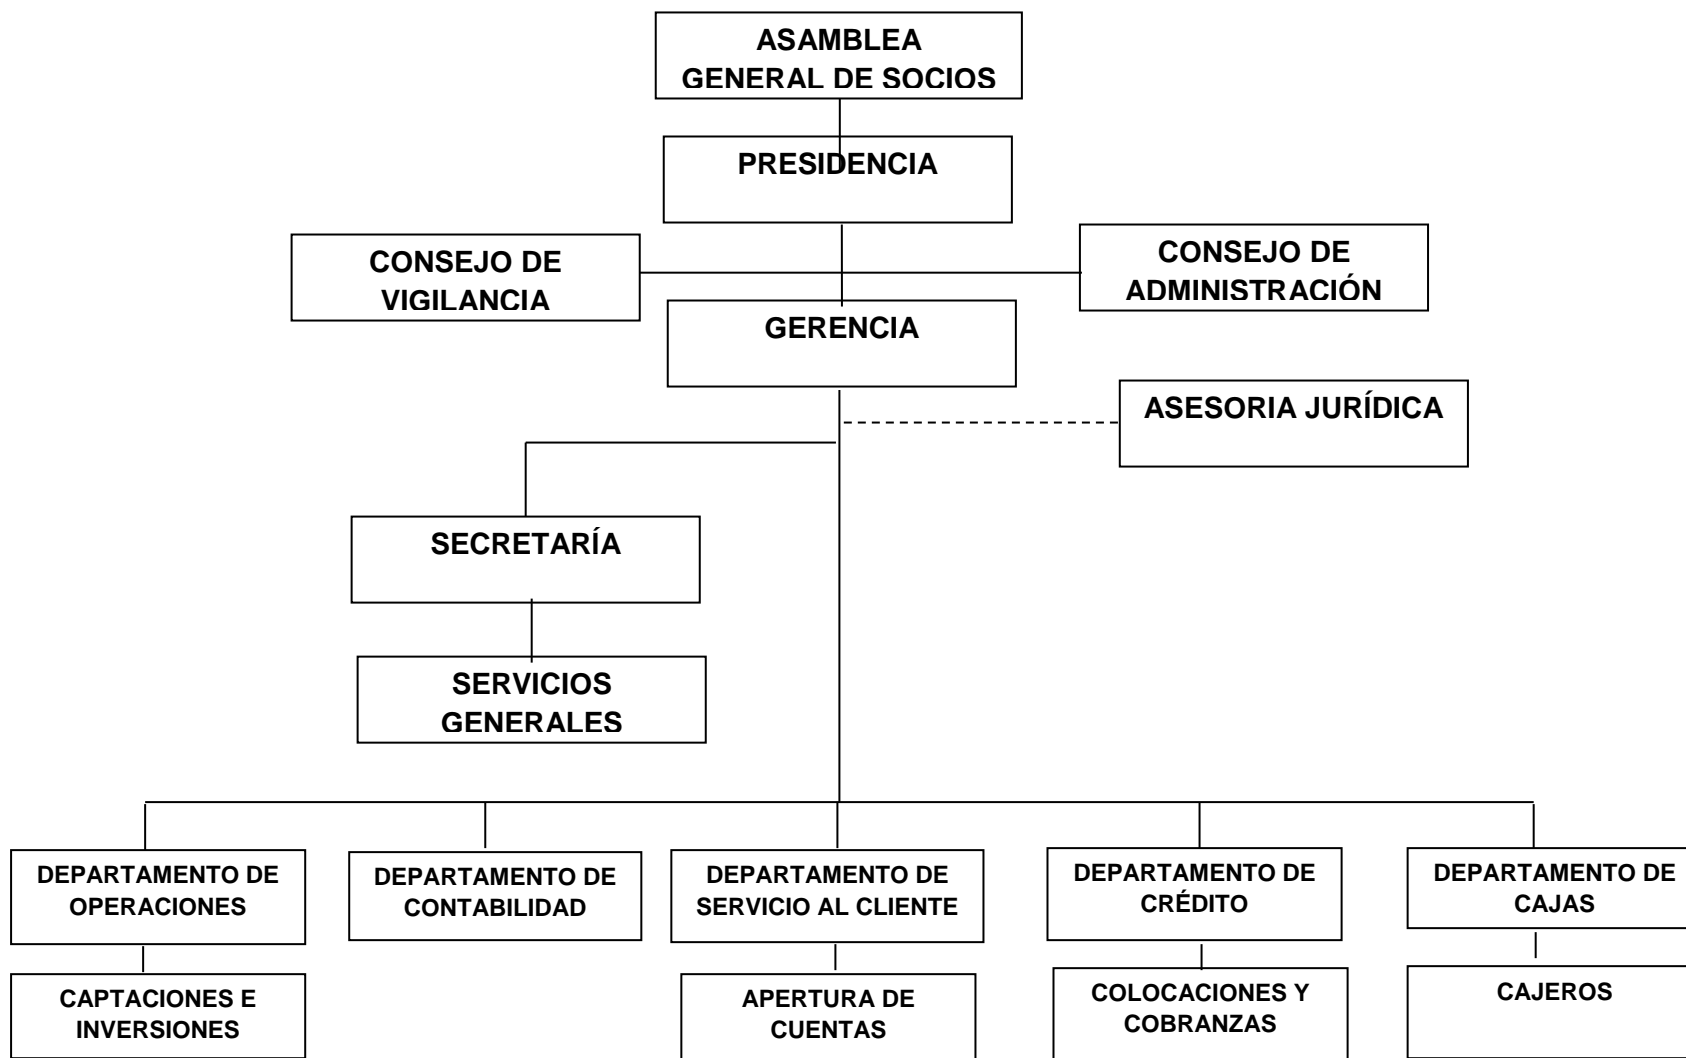 ASAMBLEA
GENERAL DE SOCIOS
PRESIDENCIA
CONSEJO DE
VIGILANCIA
CONSEJO DE
ADMINISTRACIÓN
GERENCIA
ASESORIA JURÍDICA
SECRETARÍA
SERVICIOS
GENERALES
DEPARTAMENTO DE
OPERACIONES
DEPARTAMENTO DE
CONTABILIDAD
DEPARTAMENTO DE
SERVICIO AL CLIENTE
DEPARTAMENTO DE
CRÉDITO
DEPARTAMENTO DE
CAJAS
CAPTACIONES E
INVERSIONES
APERTURA DE
CUENTAS
COLOCACIONES Y
COBRANZAS
CAJEROS